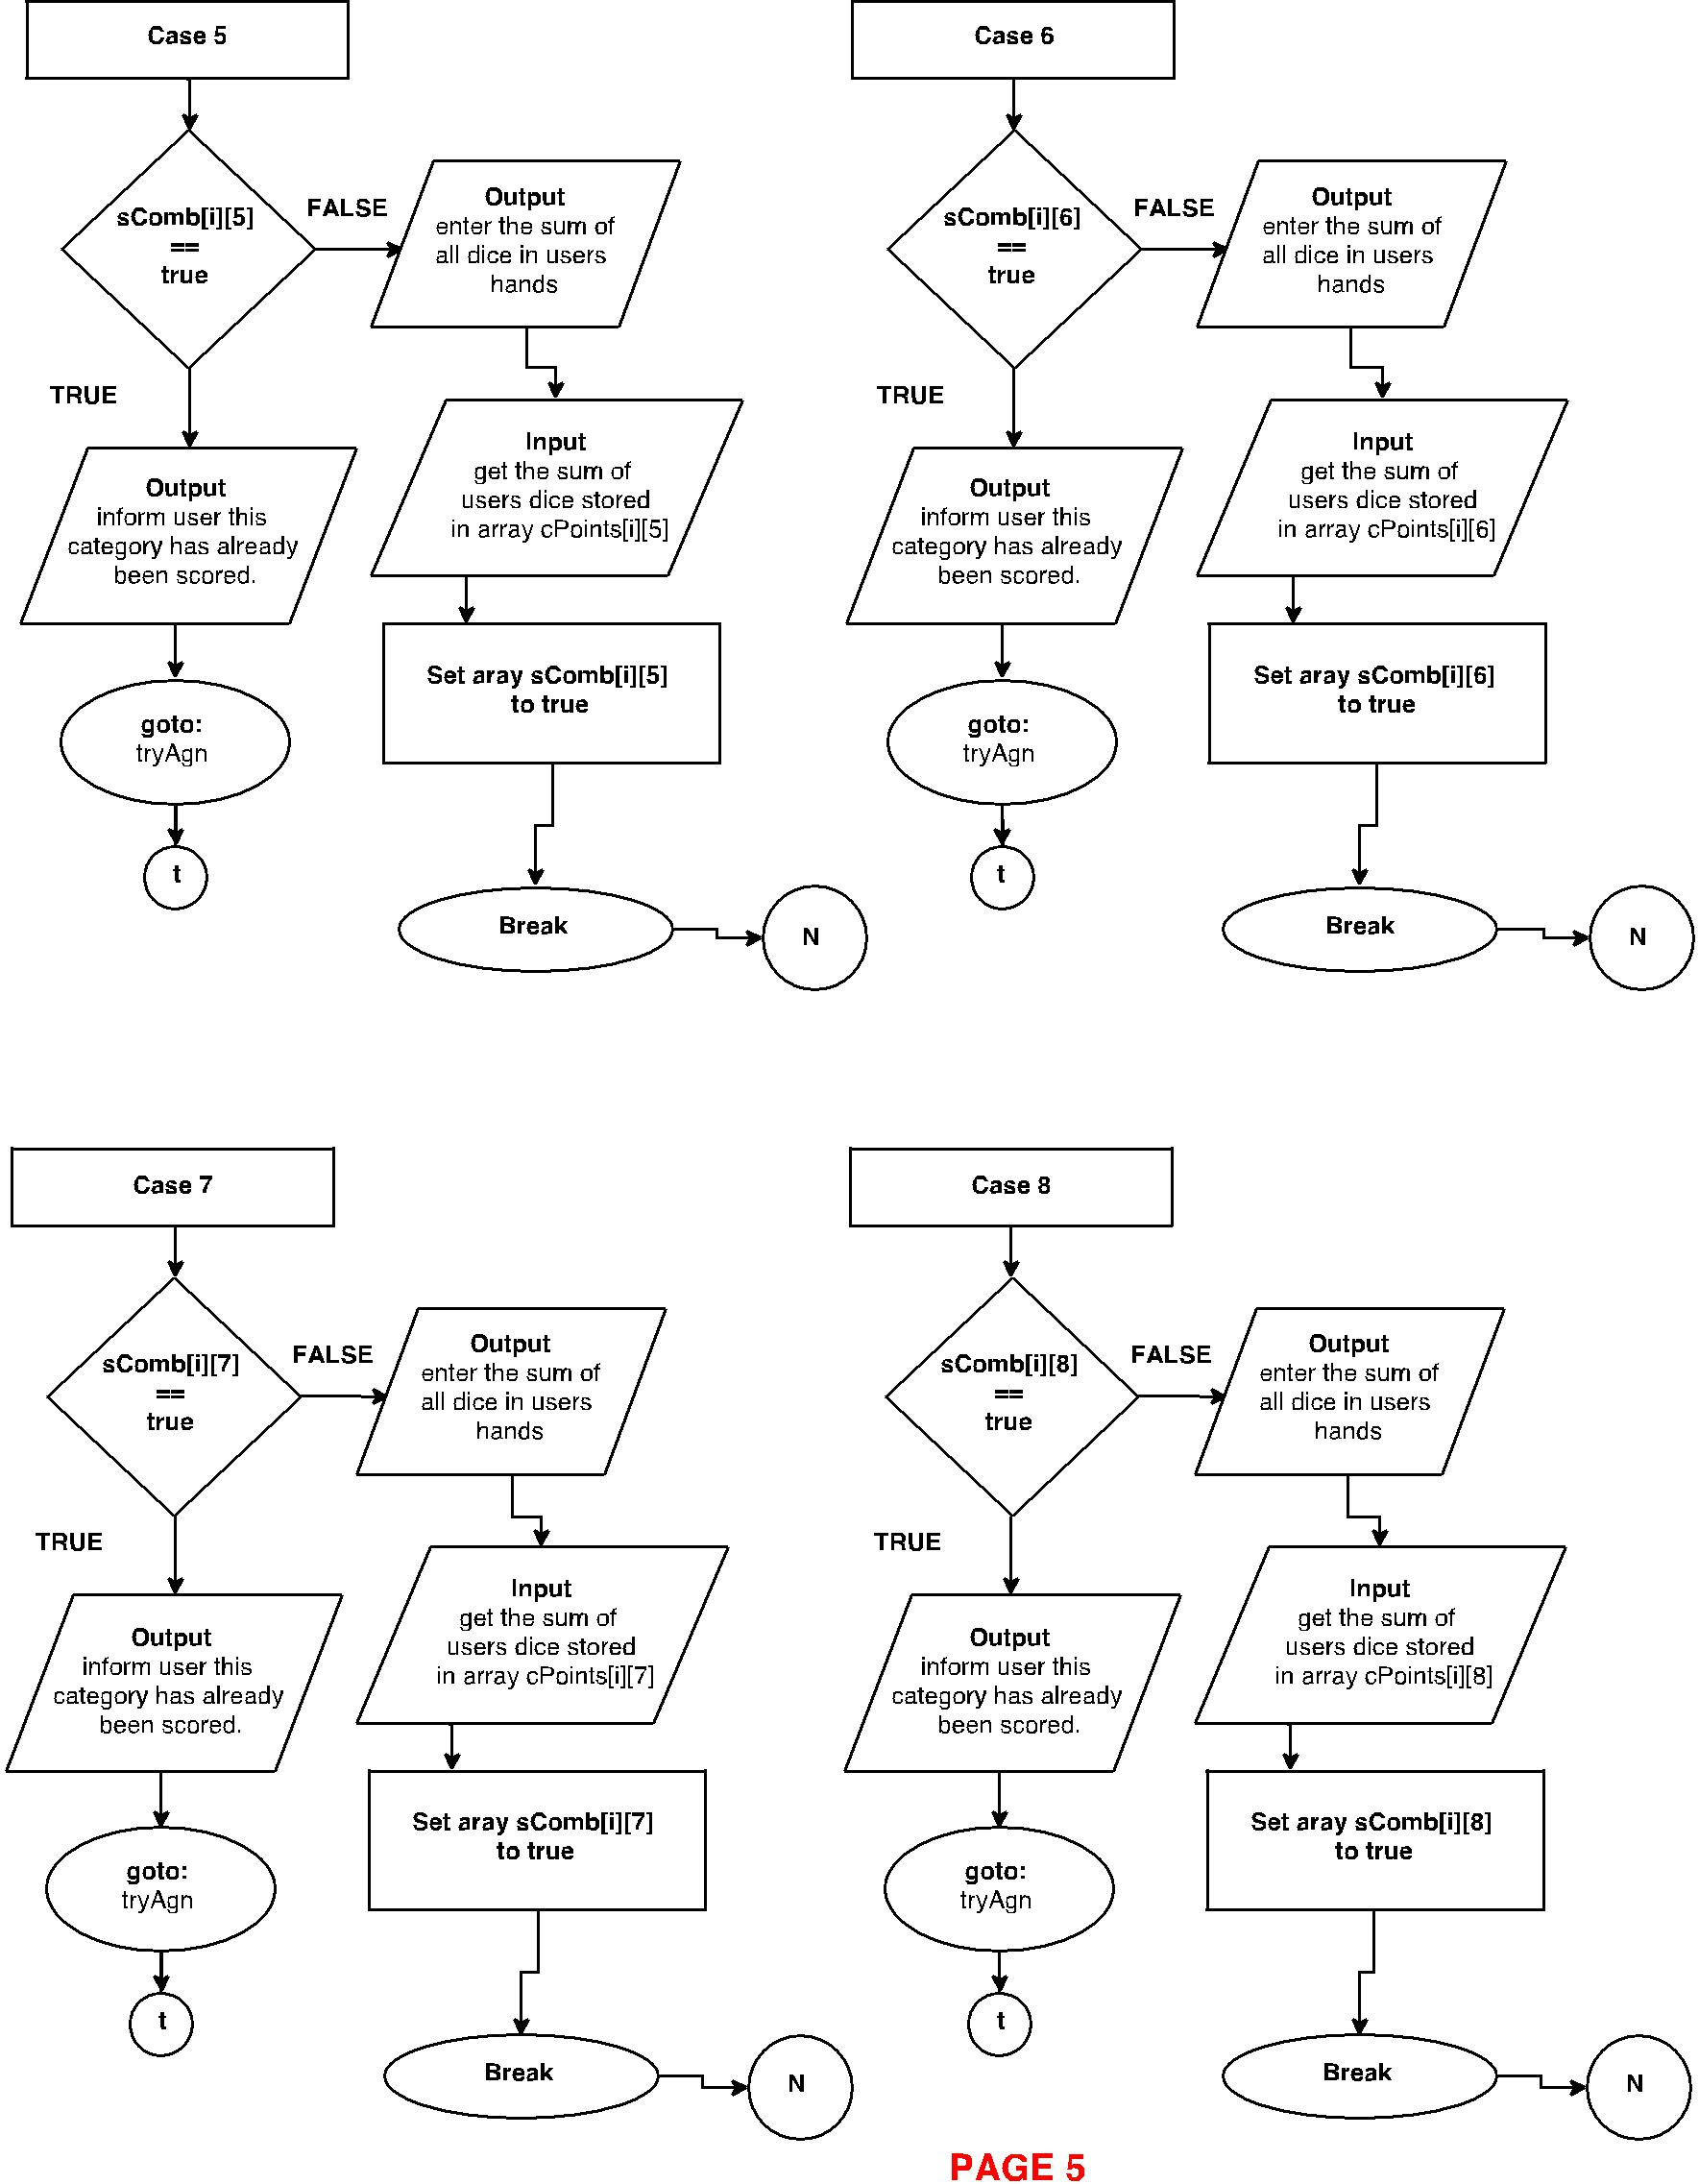 Case 5
sComb[i][5]
==
true
FALSE
Output
enter the sum of
all dice in users
hands
TRUE
Input
get the sum of
users dice stored
in array cPoints[i][5]
Output
inform user this
category has already
been scored.
Set aray sComb[i][5]
to true
goto:
tryAgn
t
Break
N
Case 6
sComb[i][6]
==
true
FALSE
Output
enter the sum of
all dice in users
hands
TRUE
Input
get the sum of
users dice stored
in array cPoints[i][6]
Output
inform user this
category has already
been scored.
Set aray sComb[i][6]
to true
goto:
tryAgn
t
Break
N
Case 7
sComb[i][7]
==
true
FALSE
Output
enter the sum of
all dice in users
hands
TRUE
Input
get the sum of
users dice stored
in array cPoints[i][7]
Output
inform user this
category has already
been scored.
Set aray sComb[i][7]
to true
goto:
tryAgn
t
Break
N
Case 8
sComb[i][8]
==
true
FALSE
Output
enter the sum of
all dice in users
hands
TRUE
Input
get the sum of
users dice stored
in array cPoints[i][8]
Output
inform user this
category has already
been scored.
Set aray sComb[i][8]
to true
goto:
tryAgn
t
Break
N
PAGE 5